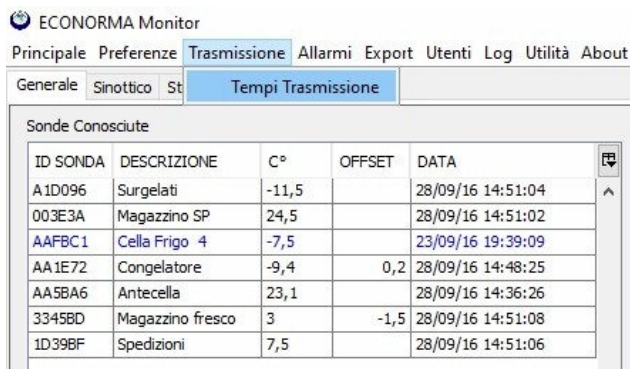 ECONORMA Monitor
Principale Preferenze Trasmissione Allarmi Export Utenti Log Utilità About
Generale Sinottico St Tempi Trasmissione
Sonde Conosciute
ID SONDA DESCRIZIONE C° OFFSET DATA
A1D096 Surgelati -11,5 28/09/16 14:51:04
003E3A Magazzino SP 24,5 28/09/16 14:51:02
AAFBC1 Cella Frigo 4 -7,5 23/09/16 19:39:09
AA1E72 Congelatore -9,4 0,2 28/09/16 14:48:25
AA5BA6 Antecella 23,1 28/09/16 14:36:26
3345BD Magazzino fresco 3 -1,5 28/09/16 14:51:08
1D39BF Spedizioni 7,5 28/09/16 14:51:06